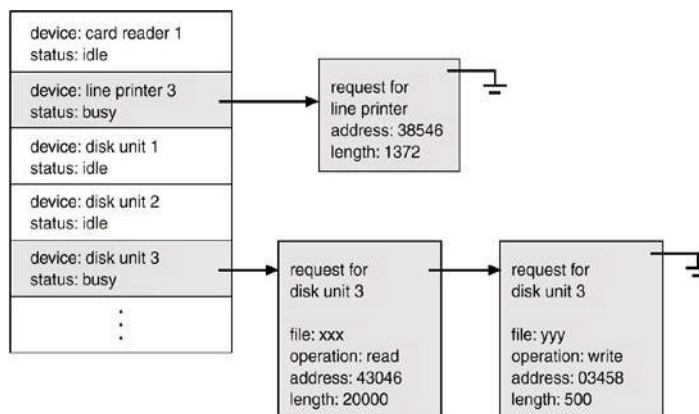 device: card reader 1
status: idle
device: line printer 3
status: busy
device: disk unit 1
status: idle
device: disk unit 2
status: idle
device: disk unit 3
status: busy
request for
line printer
address: 38546
length: 1372
request for
disk unit 3
file: xxx
operation: read
address: 43046
length: 20000
request for
disk unit 3
file: yyy
operation: write
address: 03458
length: 500